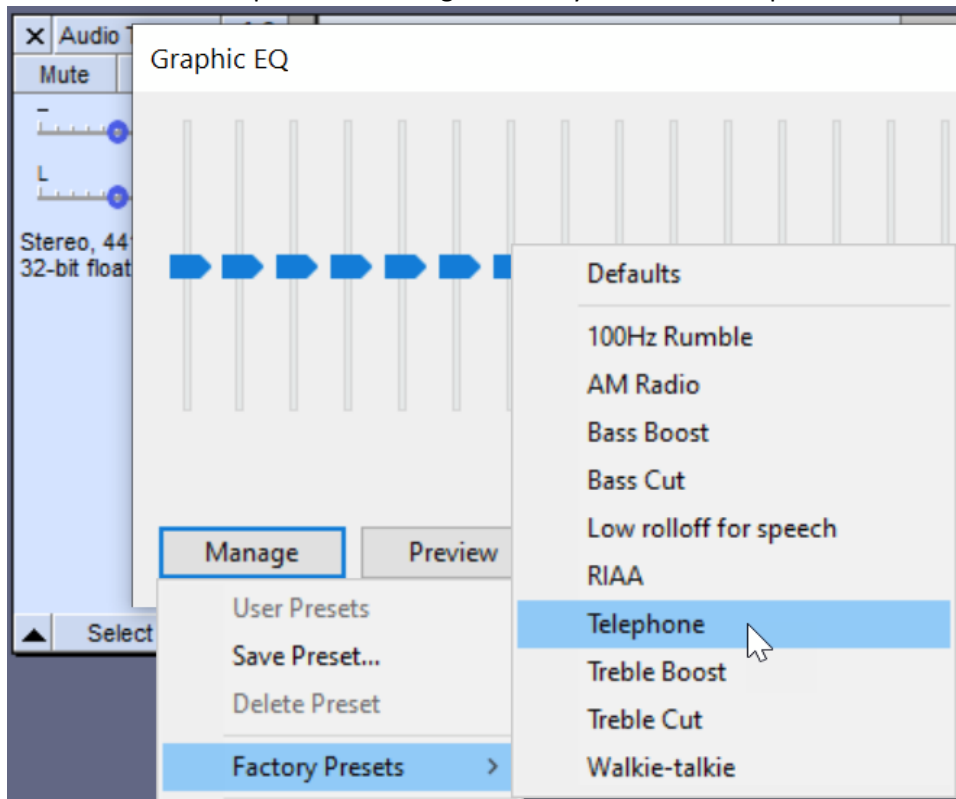 Audio
Graphic EQ
Mute
L
Stereo,
32-bit float
Defaults
100Hz Rumble
AM Radio
Bass Boost
Bass Cut
Low rolloff for speech
RIAA
Telephone
Treble Boost
Treble Cut
Walkie-talkie
Manage
Preview
User Presets
Save Preset...
Delete Preset
Factory Presets
Select